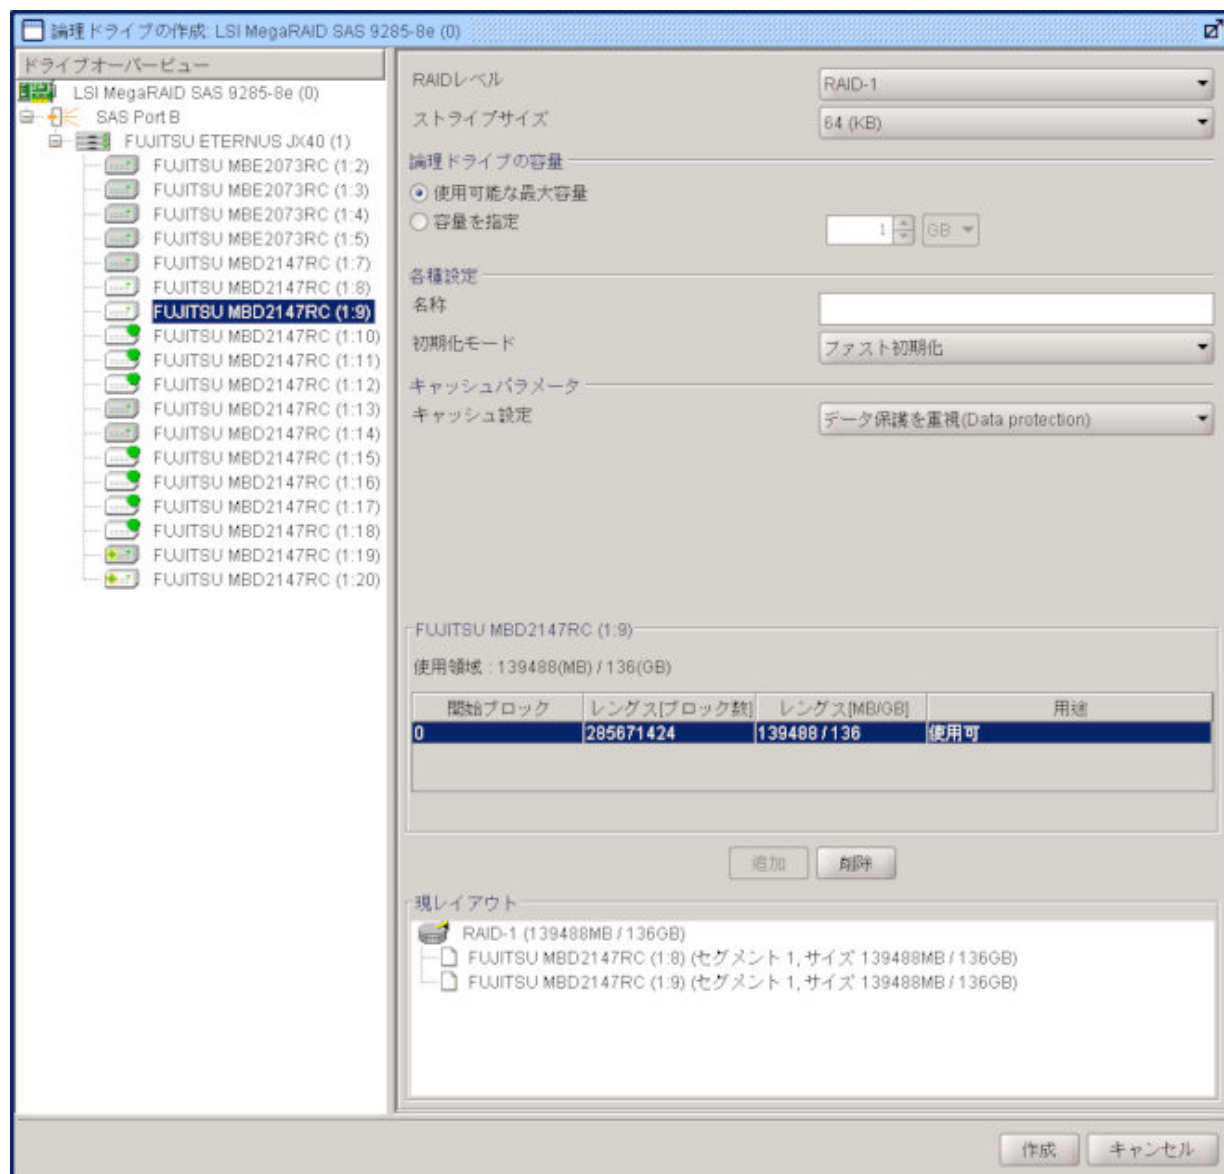 論理ドライブの作成: LSI MegaRAID SAS 9285-8e (0)
ドライブオーバービュー
LSI MegaRAID SAS 9285-8e (0)
SAS Port B
FUJITSU ETERNUS JX40 (1)
FUJITSU MBE2073RC (1:2)
FUJITSU MBE2073RC (1:3)
FUJITSU MBE2073RC (1:4)
FUJITSU MBE2073RC (1:5)
FUJITSU MBD2147RC (1:7)
FUJITSU MBD2147RC (1:8)
FUJITSU MBD2147RC (1:9)
FUJITSU MBD2147RC (1:10)
FUJITSU MBD2147RC (1:11)
FUJITSU MBD2147RC (1:12)
FUJITSU MBD2147RC (1:13)
FUJITSU MBD2147RC (1:14)
FUJITSU MBD2147RC (1:15)
FUJITSU MBD2147RC (1:16)
FUJITSU MBD2147RC (1:17)
FUJITSU MBD2147RC (1:18)
FUJITSU MBD2147RC (1:19)
FUJITSU MBD2147RC (1:20)
RAIDレベル RAID-1
ストライプサイズ 64 (KB)
論理ドライブの容量
使用可能な最大容量
容量を指定 1 GB
各種設定
名称
初期化モード ファスト初期化
キャッシュパラメータ
キャッシュ設定 データ保護を重視(Data protection)
FUJITSU MBD2147RC (1:9)
使用領域 : 139488(MB) / 136(GB)
開始ブロック レングス[ブロック数] レングス[MB/GB] 用途
0 285671424 139488 / 136 使用可
追加 削除
現レイアウト
RAID-1 (139488MB / 136GB)
FUJITSU MBD2147RC (1:8) (セグメント 1, サイズ 139488MB / 136GB)
FUJITSU MBD2147RC (1:9) (セグメント 1, サイズ 139488MB / 136GB)
作成 キャンセル